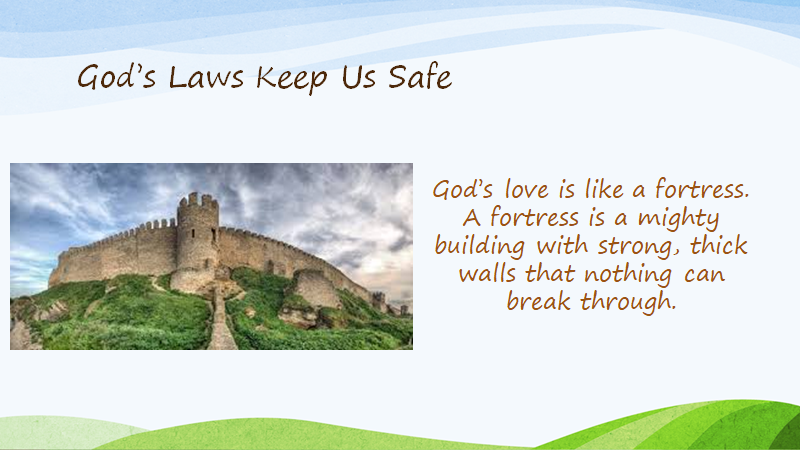 God's Laws Keep Us Safe
God's love is like a fortress.
A fortress is a mighty
building with strong, thick
walls that nothing can
break through.